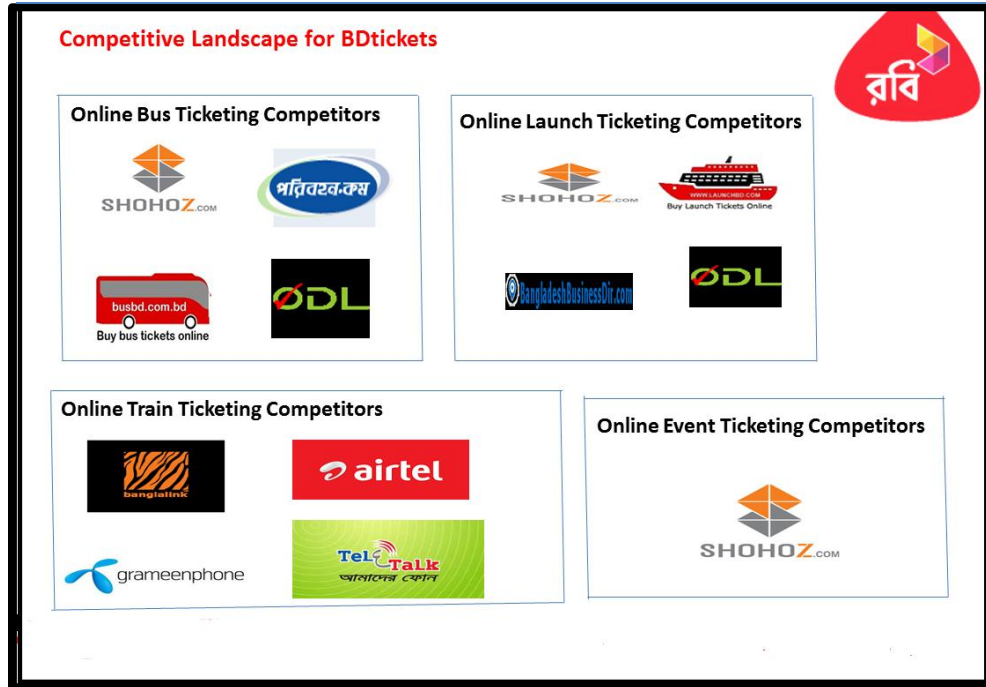 Competitive Landscape for BDtickets
রবি
Online Bus Ticketing Competitors
SHOHOZ.COM
পরিবহন.কম
busbd.com.bd
Buy bus tickets online
ØDL
Online Launch Ticketing Competitors
SHOHOZ.COM
WWW.LAUNCHBD.COM
Buy Launch Tickets Online
BangladeshBusinessDir.com
ØDL
Online Train Ticketing Competitors
banglalink
airtel
grameenphone
TeleTalk
আমাদের ফোন
Online Event Ticketing Competitors
SHOHOZ.COM